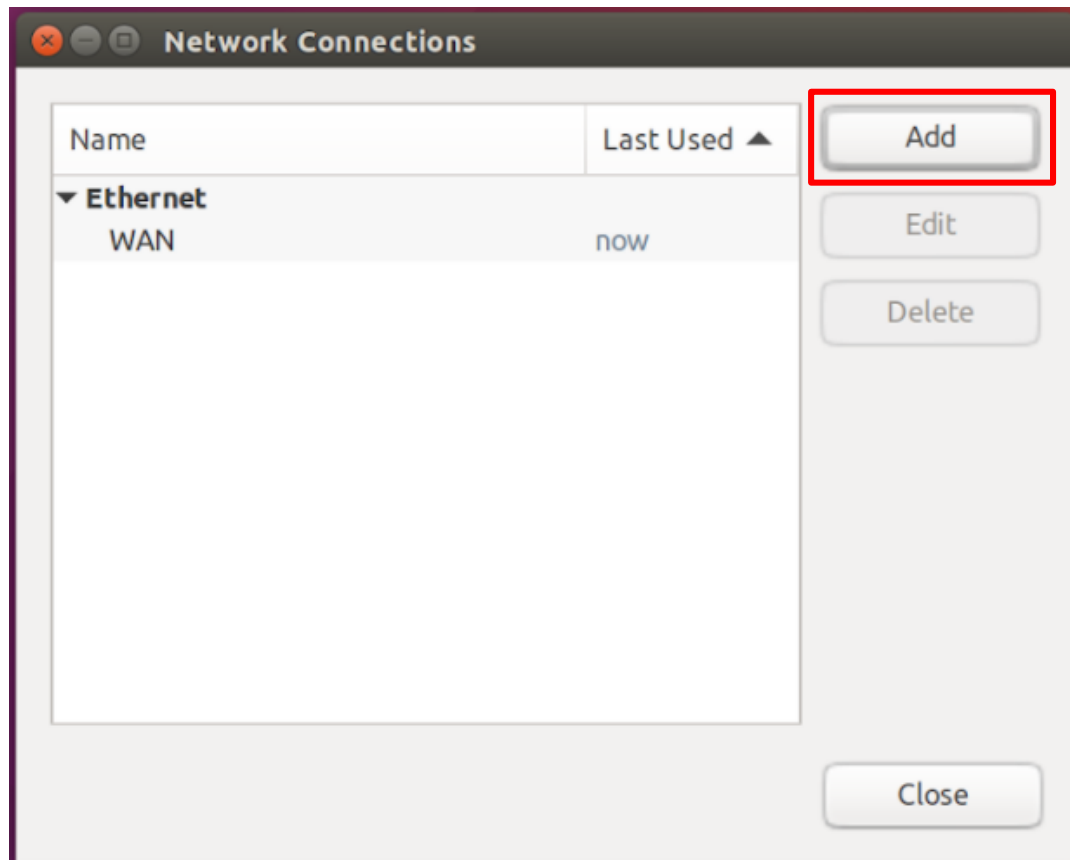 Network Connections
Name Last Used Add
Ethernet
WAN now
Edit
Delete
Close